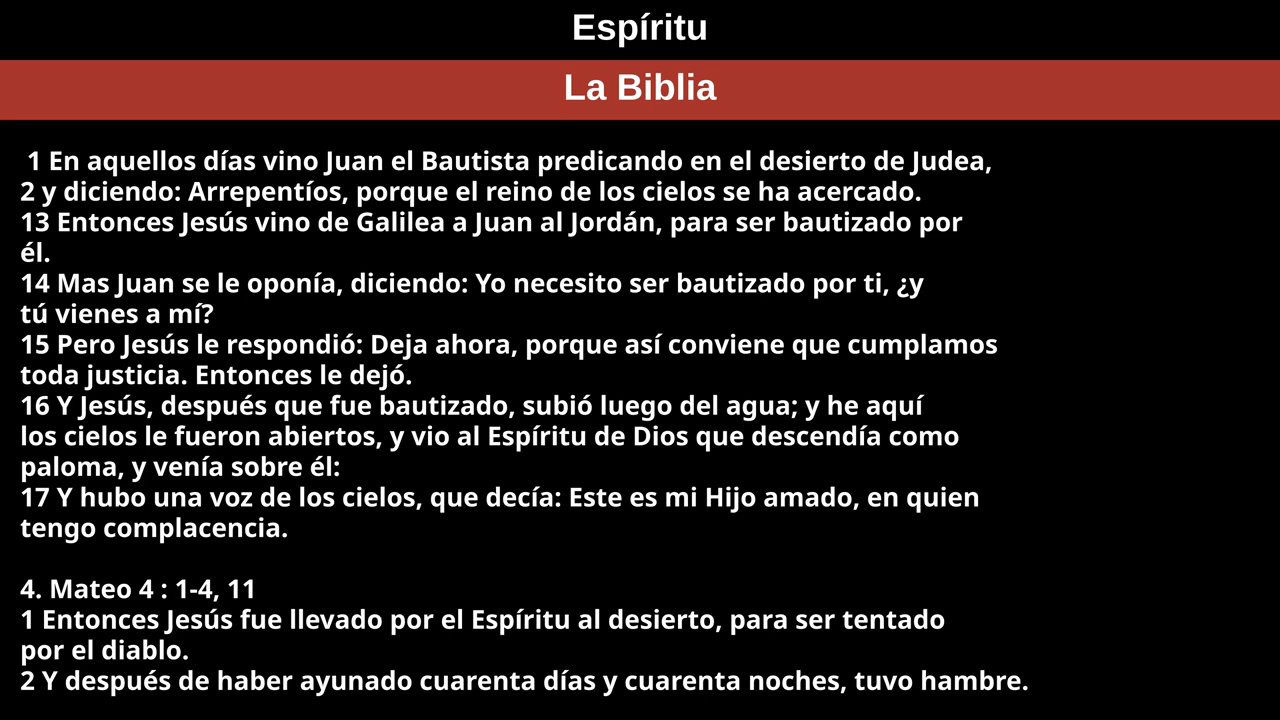 Espíritu
La Biblia
1 En aquellos días vino Juan el Bautista predicando en el desierto de Judea,
2 y diciendo: Arrepentíos, porque el reino de los cielos se ha acercado.
13 Entonces Jesús vino de Galilea a Juan al Jordán, para ser bautizado por
él.
14 Mas Juan se le oponía, diciendo: Yo necesito ser bautizado por ti, ¿y
tú vienes a mí?
15 Pero Jesús le respondió: Deja ahora, porque así conviene que cumplamos
toda justicia. Entonces le dejó.
16 Y Jesús, después que fue bautizado, subió luego del agua; y he aquí
los cielos le fueron abiertos, y vio al Espíritu de Dios que descendía como
paloma, y venía sobre él:
17 Y hubo una voz de los cielos, que decía: Este es mi Hijo amado, en quien
tengo complacencia.
4. Mateo 4 : 1-4, 11
1 Entonces Jesús fue llevado por el Espíritu al desierto, para ser tentado
por el diablo.
2 Y después de haber ayunado cuarenta días y cuarenta noches, tuvo hambre.